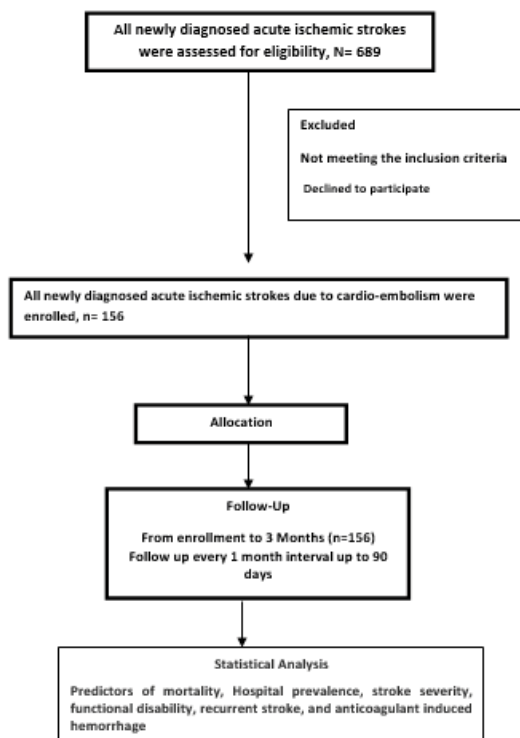 All newly diagnosed acute ischemic strokes
were assessed for eligibility, N= 689
Excluded
Not meeting the inclusion criteria
Declined to participate
All newly diagnosed acute ischemic strokes due to cardio-embolism were
enrolled, n= 156
Allocation
Follow-Up
From enrollment to 3 Months (n=156)
Follow up every 1 month interval up to 90
days
Statistical Analysis
Predictors of mortality, Hospital prevalence, stroke severity,
functional disability, recurrent stroke, and anticoagulant induced
hemorrhage